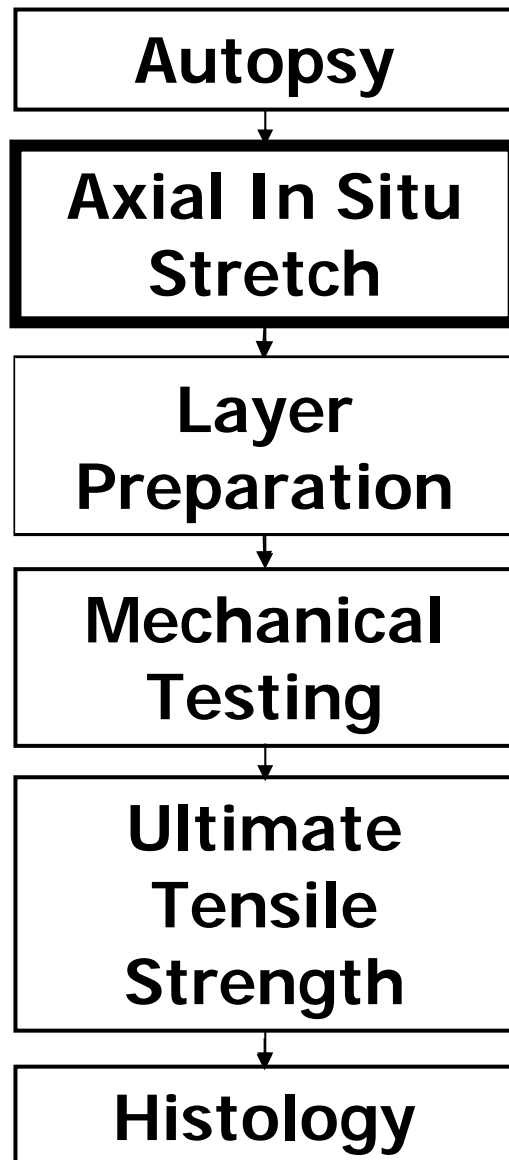 Autopsy
Axial In Situ
Stretch
Layer
Preparation
Mechanical
Testing
Ultimate
Tensile
Strength
Histology